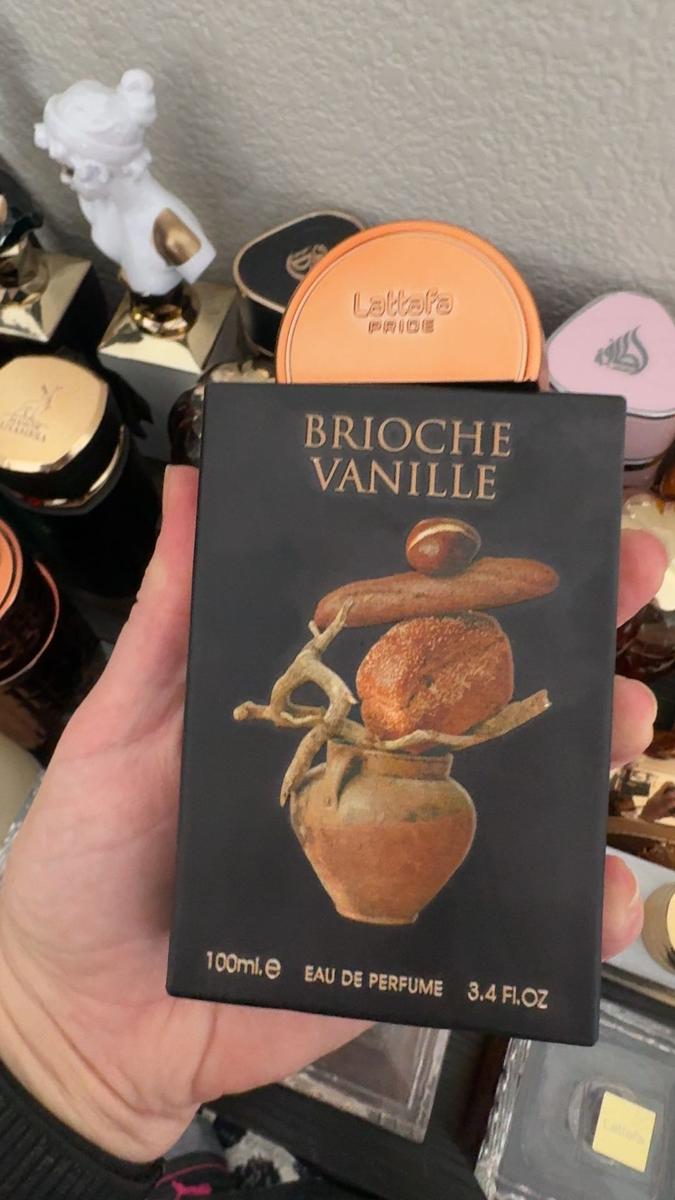 Lattafa
PRIDE
BRIOCHE
VANILLE
100ml.e EAU DE PERFUME 3.4 Fl.OZ
Lattafa